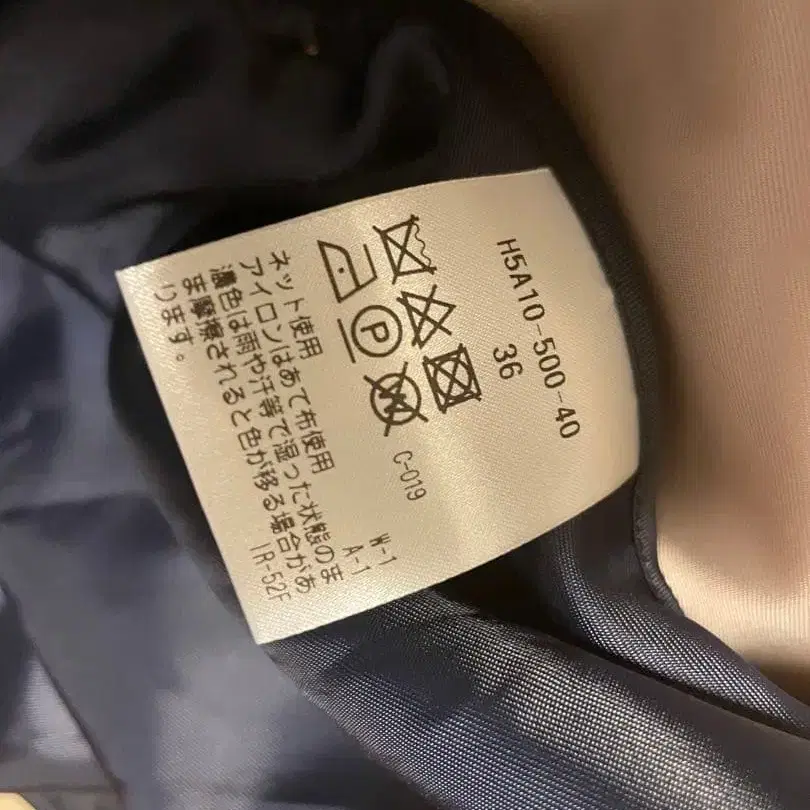 H5A10-500-40
36
P
W
C-019
ネット使用
アイロンはあて布使用
濃色は雨や汗等で湿った状態のま
ま摩擦されると色が移る場合があ
ります。
W-1
A-1
IR-52F